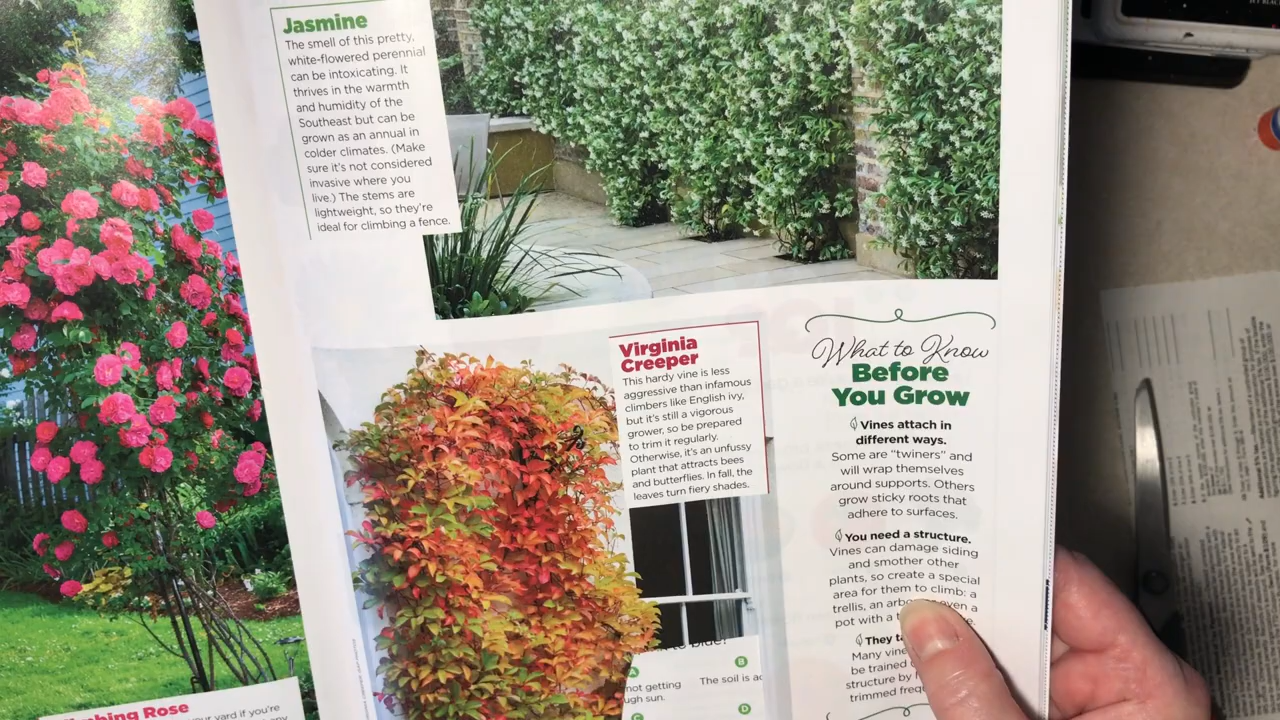 Jasmine
The smell of this pretty,
white-flowered perennial
can be intoxicating. It
thrives in the warmth
and humidity of the
Southeast but can be
grown as an annual in
colder climates. (Make
sure it's not considered
invasive where you
live.) The stems are
lightweight, so they're
ideal for climbing a fence.
Virginia
Creeper
This hardy vine is less
aggressive than infamous
climbers like English ivy,
but it's still a vigorous
grower, so be prepared
to trim it regularly.
Otherwise, it's an unfussy
plant that attracts bees
and butterflies. In fall, the
leaves turn fiery shades.
What to Know
Before
You Grow
Vines attach in
different ways.
Some are "twiners" and
will wrap themselves
around supports. Others
grow sticky roots that
adhere to surfaces.
You need a structure.
Vines can damage siding
and smother other
plants, so create a special
area for them to climb: a
trellis, an even a
pot with a
They
Many
be trained
structure by
trimmed
blue!
A
B
not getting
The soil is
sun.
C
D
Rose
your yard if you're